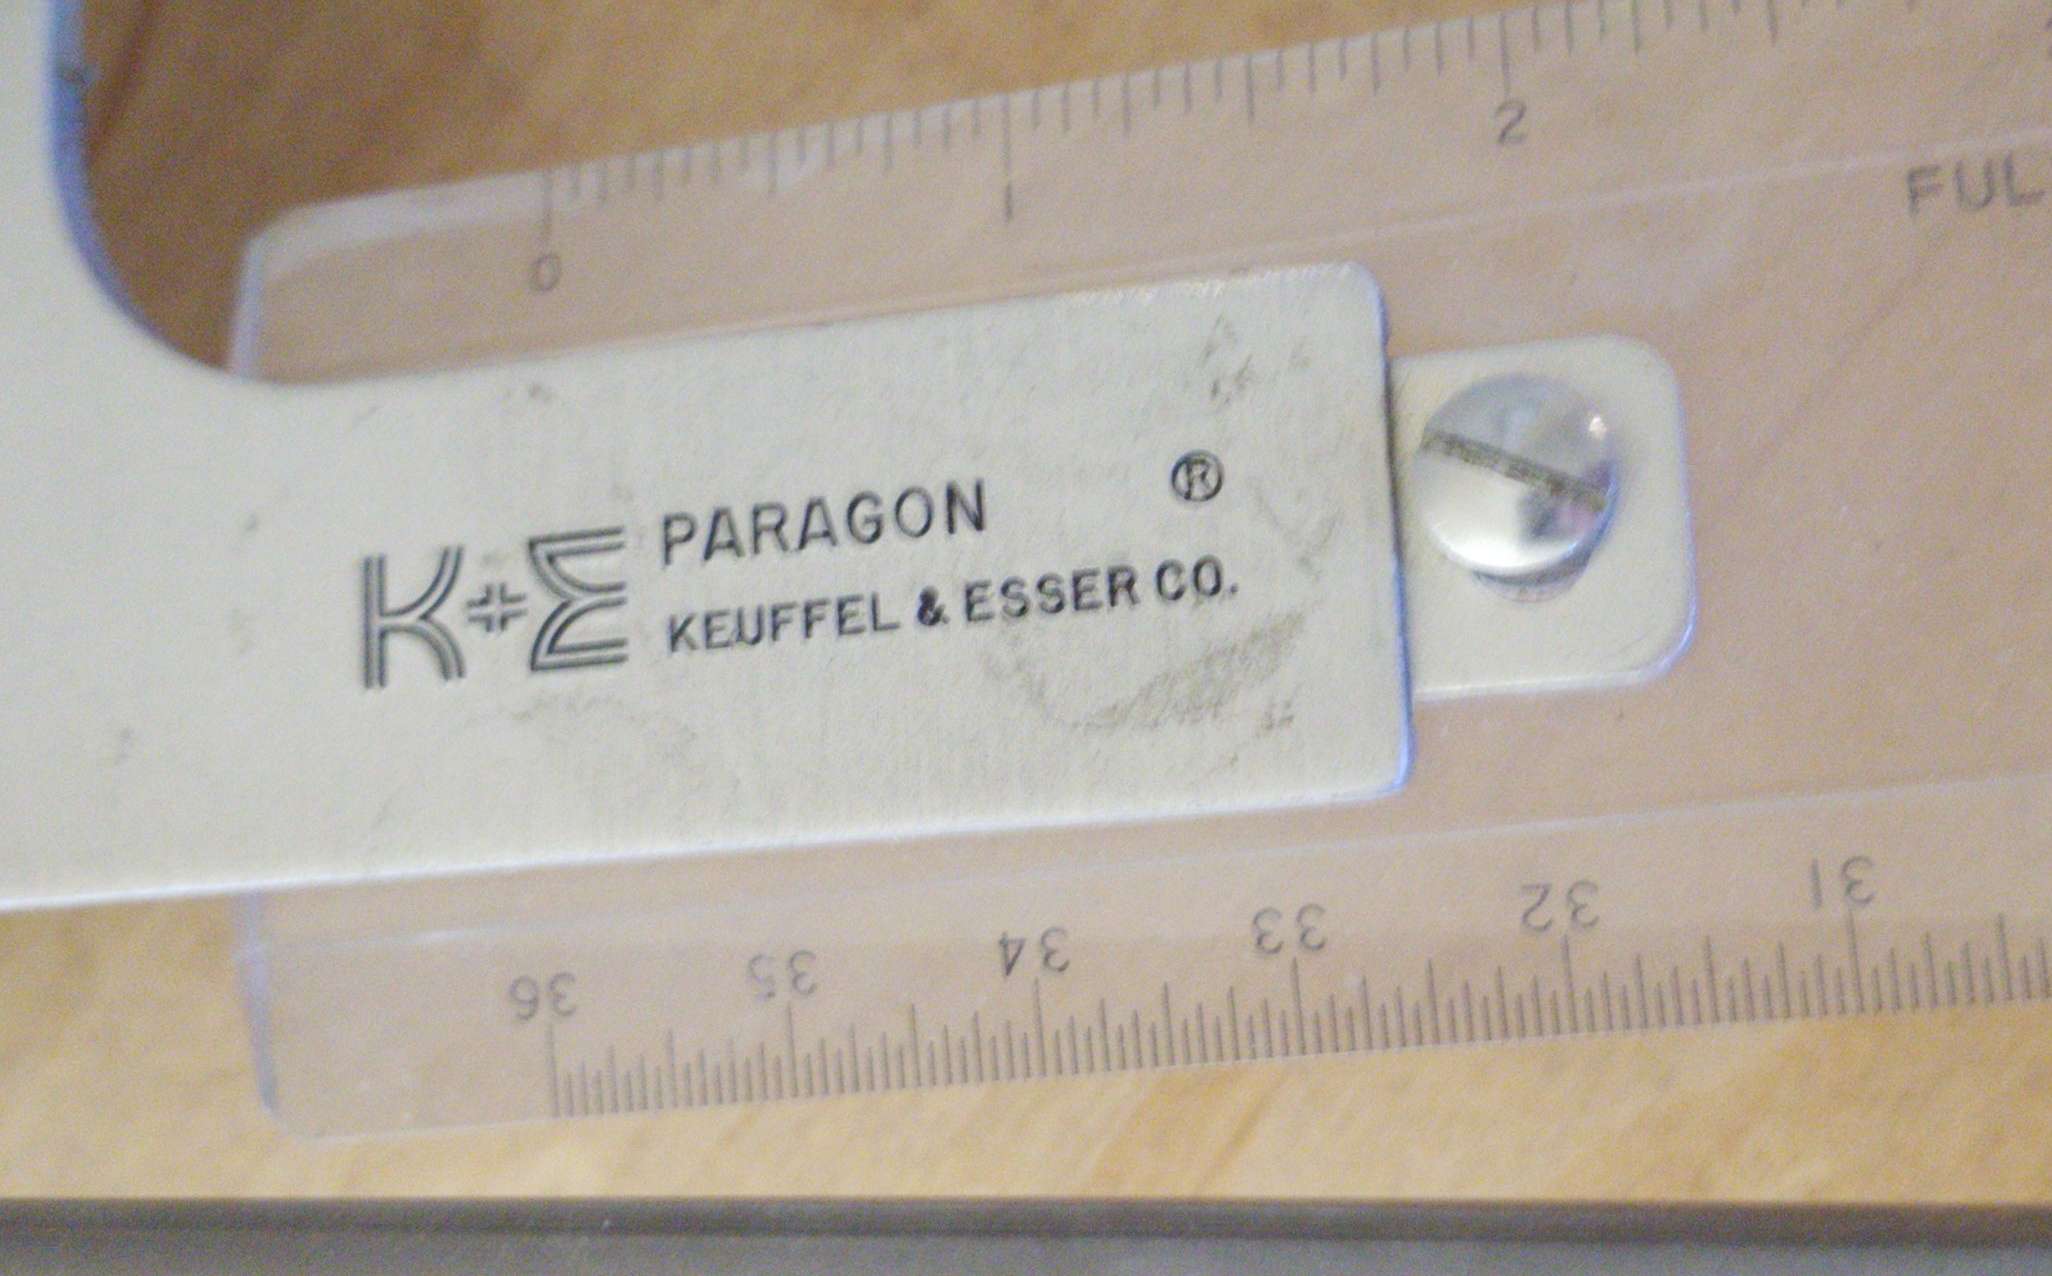 0 1 2
FUL
K+E PARAGON ®
KEUFFEL & ESSER CO.
36 35 34 33 32 31